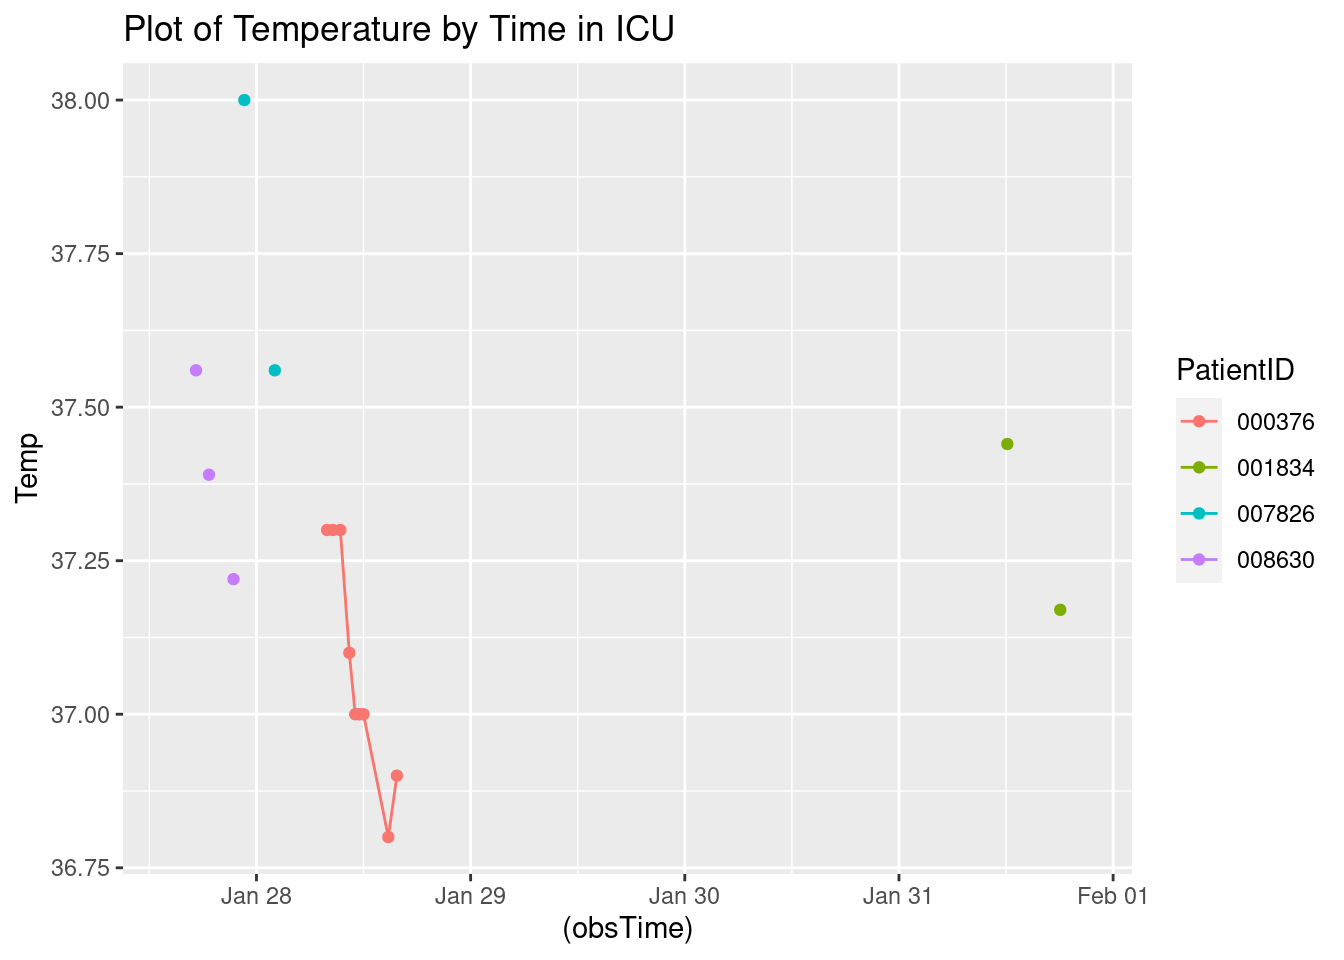 Plot of Temperature by Time in ICU
38.00
37.75
37.50
37.25
37.00
36.75
Temp
Jan 28
Jan 29
Jan 30
Jan 31
Feb 01
(obsTime)
PatientID
000376
001834
007826
008630